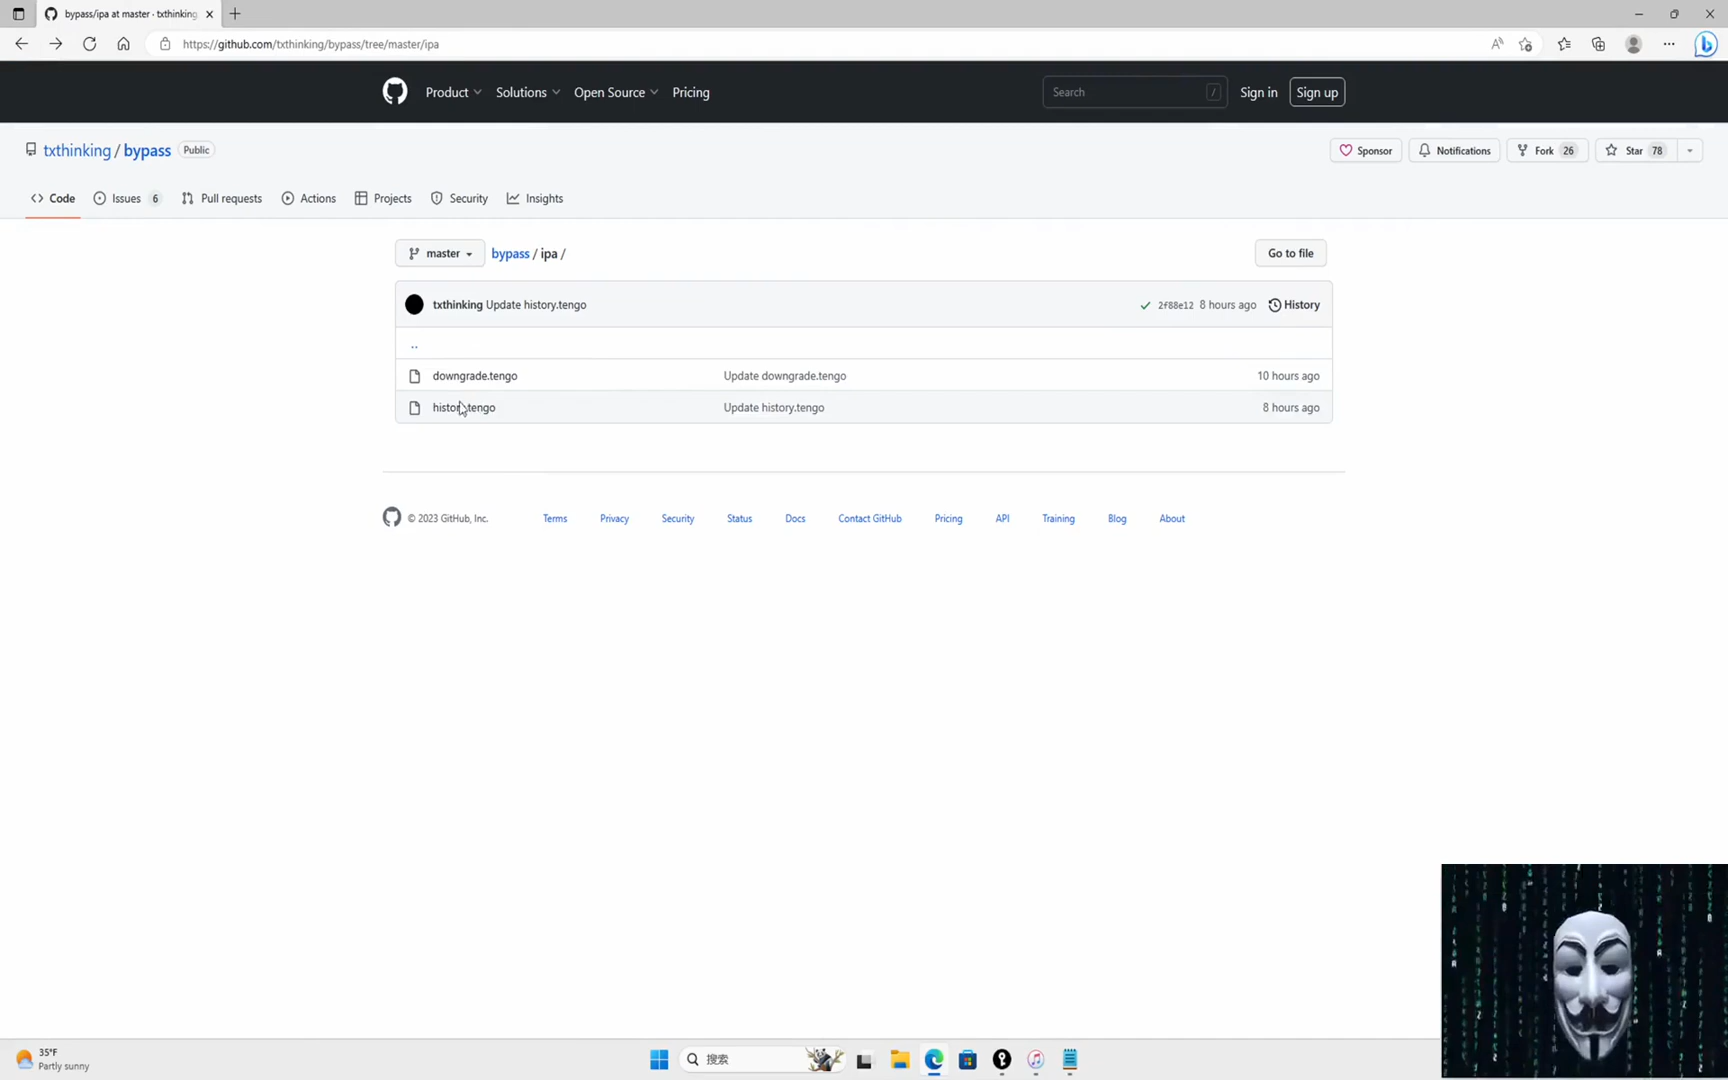 bypass/ipa at master · txthinking
https://github.com/txthinking/bypass/tree/master/ipa
Product Solutions Open Source Pricing Search / Sign in Sign up
txthinking / bypass Public Sponsor Notifications Fork 26 Star 78
Code Issues 6 Pull requests Actions Projects Security Insights
master bypass / ipa / Go to file
txthinking Update history.tengo 2f88e12 8 hours ago History
..
downgrade.tengo Update downgrade.tengo 10 hours ago
history.tengo Update history.tengo 8 hours ago
© 2023 GitHub, Inc. Terms Privacy Security Status Docs Contact GitHub Pricing API Training Blog About
35°F
Partly sunny
搜索